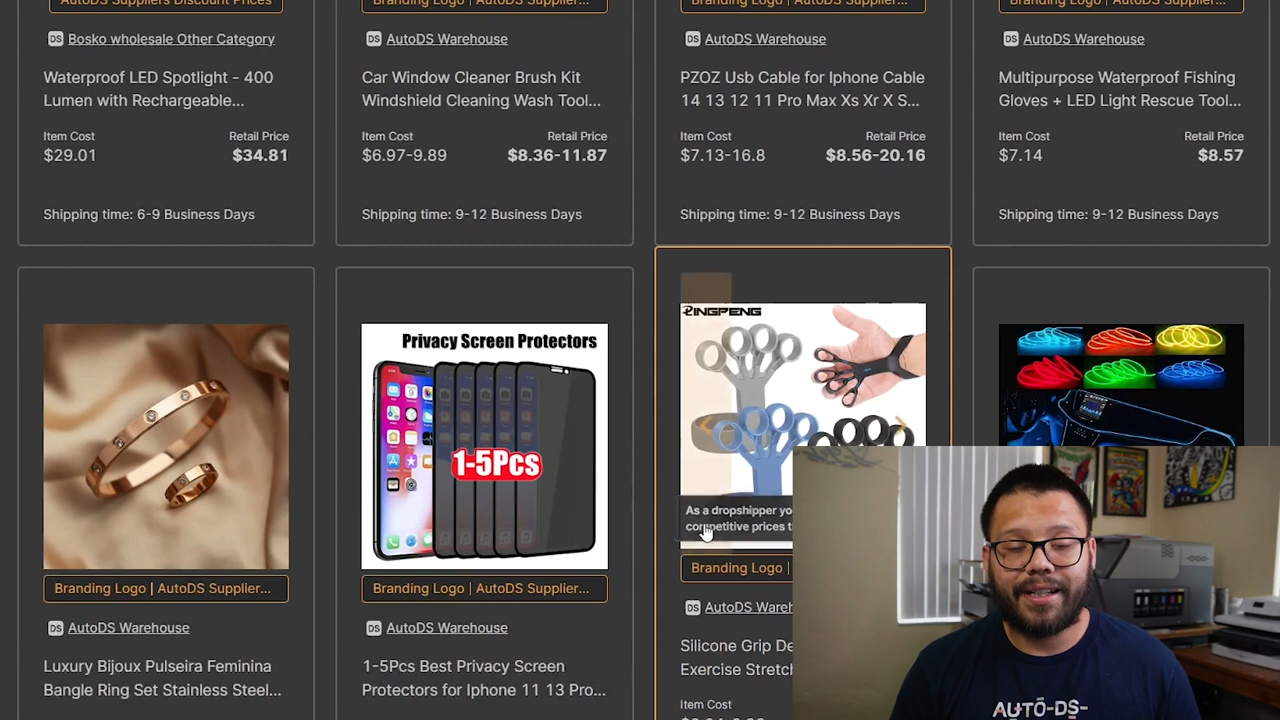 AutoDS Suppliers Discount Prices
Branding Logo | AutoDS Supplier...
Branding Logo | AutoDS Supplier...
Branding Logo | AutoDS Supplier...
DS Bosko wholesale Other Category
DS AutoDS Warehouse
DS AutoDS Warehouse
DS AutoDS Warehouse
Waterproof LED Spotlight - 400
Lumen with Rechargeable...
Car Window Cleaner Brush Kit
Windshield Cleaning Wash Tool...
PZOZ Usb Cable for Iphone Cable
14 13 12 11 Pro Max Xs Xr X S...
Multipurpose Waterproof Fishing
Gloves + LED Light Rescue Tool...
Item Cost Retail Price
$29.01 $34.81
Item Cost Retail Price
$6.97-9.89 $8.36-11.87
Item Cost Retail Price
$7.13-16.8 $8.56-20.16
Item Cost Retail Price
$7.14 $8.57
Shipping time: 6-9 Business Days
Shipping time: 9-12 Business Days
Shipping time: 9-12 Business Days
Shipping time: 9-12 Business Days
Privacy Screen Protectors
1-5Pcs
QINGPENG
As a dropshipper yo
competitive prices t
Branding Logo | AutoDS Supplier...
Branding Logo | AutoDS Supplier...
Branding Logo |
DS AutoDS Warehouse
DS AutoDS Warehouse
DS AutoDS Wareh
Luxury Bijoux Pulseira Feminina
Bangle Ring Set Stainless Steel...
1-5Pcs Best Privacy Screen
Protectors for Iphone 11 13 Pro...
Silicone Grip De
Exercise Stretch
Item Cost
AUTO-DS-